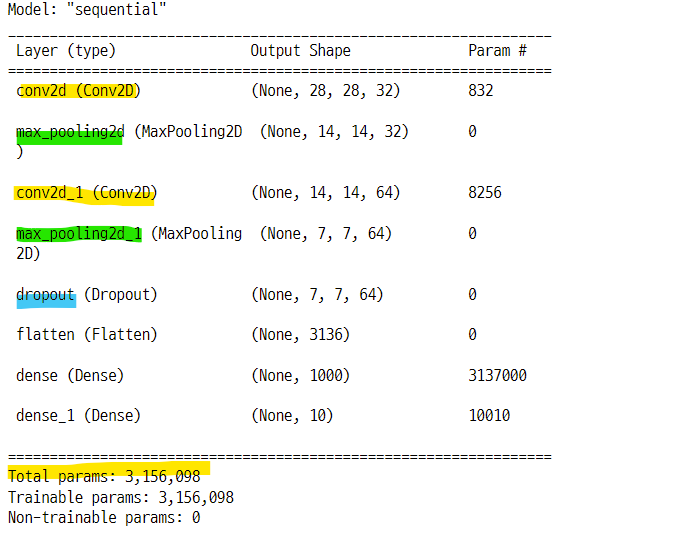 Model: "sequential"
_________________________________________________________________
Layer (type) Output Shape Param #
=================================================================
conv2d (Conv2D) (None, 28, 28, 32) 832
max_pooling2d (MaxPooling2D (None, 14, 14, 32) 0
)
conv2d_1 (Conv2D) (None, 14, 14, 64) 8256
max_pooling2d_1 (MaxPooling (None, 7, 7, 64) 0
2D)
dropout (Dropout) (None, 7, 7, 64) 0
flatten (Flatten) (None, 3136) 0
dense (Dense) (None, 1000) 3137000
dense_1 (Dense) (None, 10) 10010
=================================================================
Total params: 3,156,098
Trainable params: 3,156,098
Non-trainable params: 0